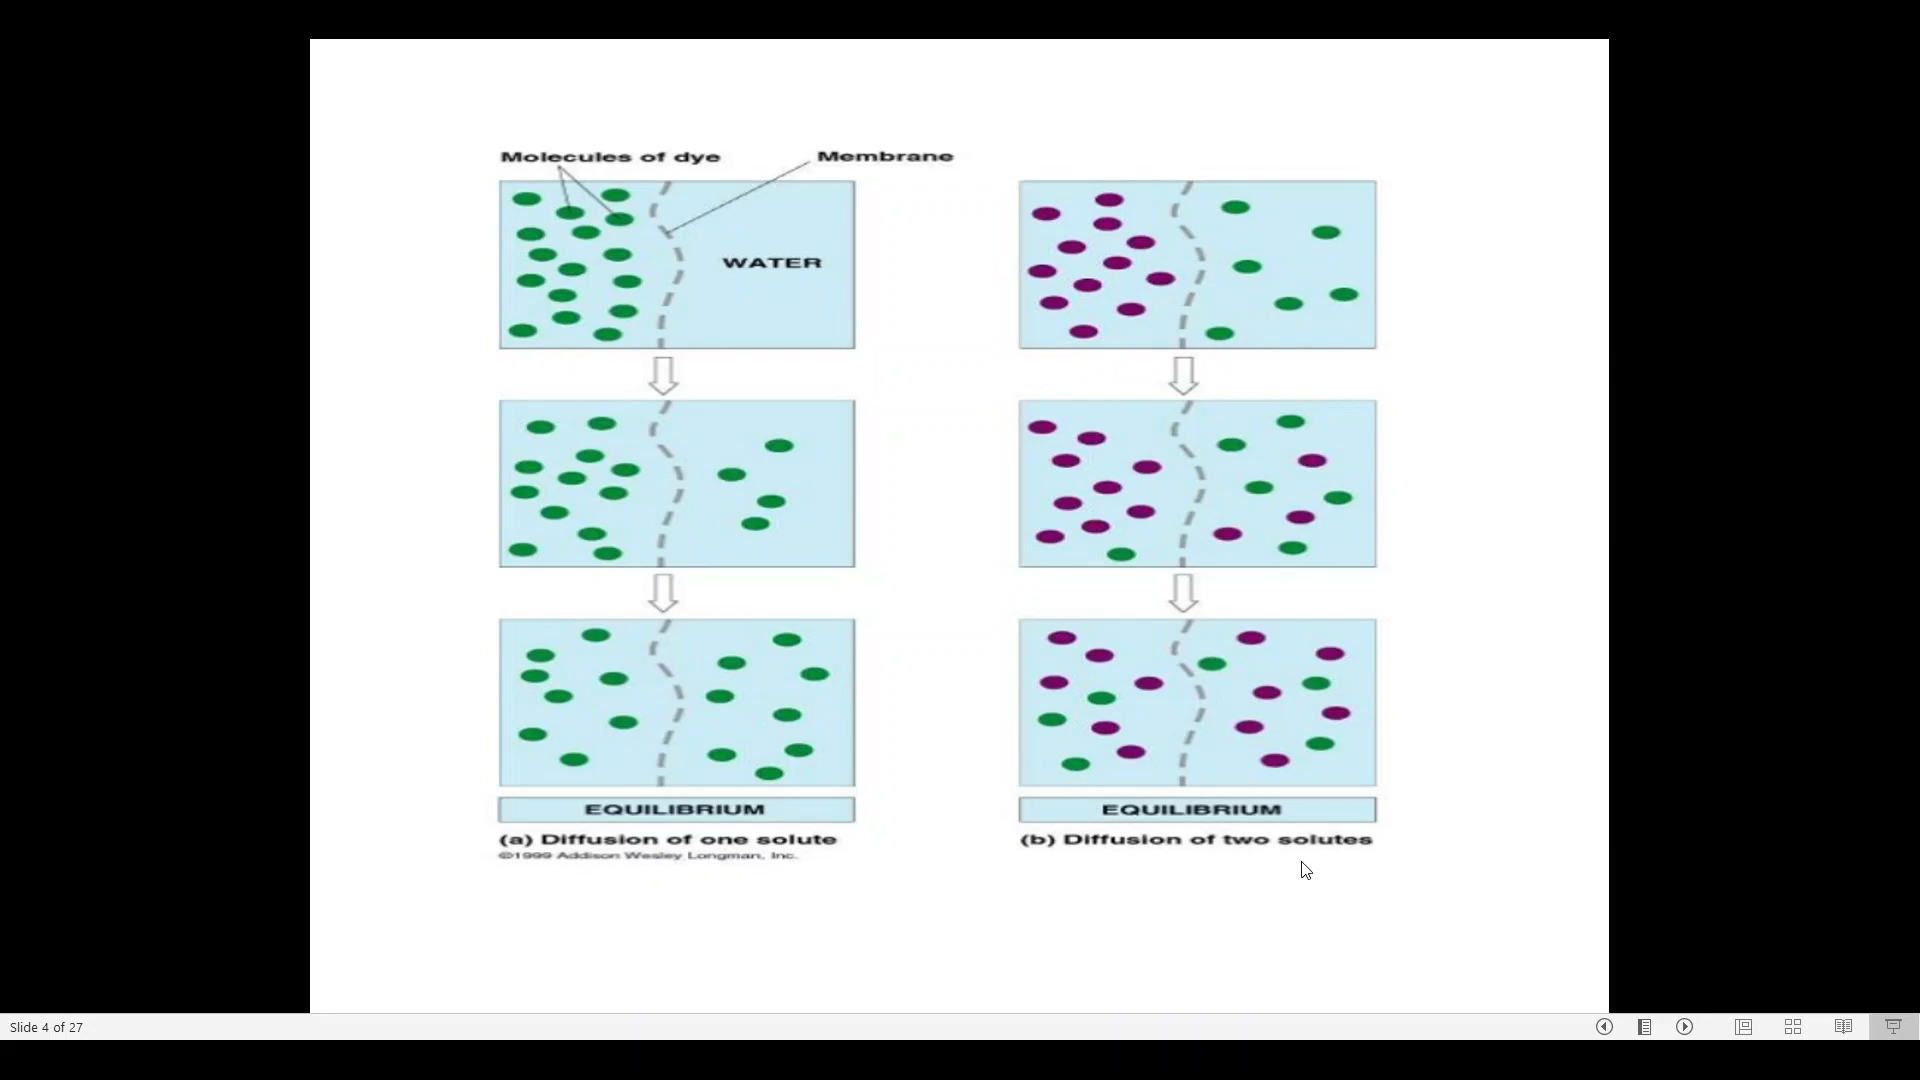 Molecules of dye
Membrane
WATER
EQUILIBRIUM
(a) Diffusion of one solute
©1999 Addison Wesley Longman, Inc.
EQUILIBRIUM
(b) Diffusion of two solutes
Slide 4 of 27